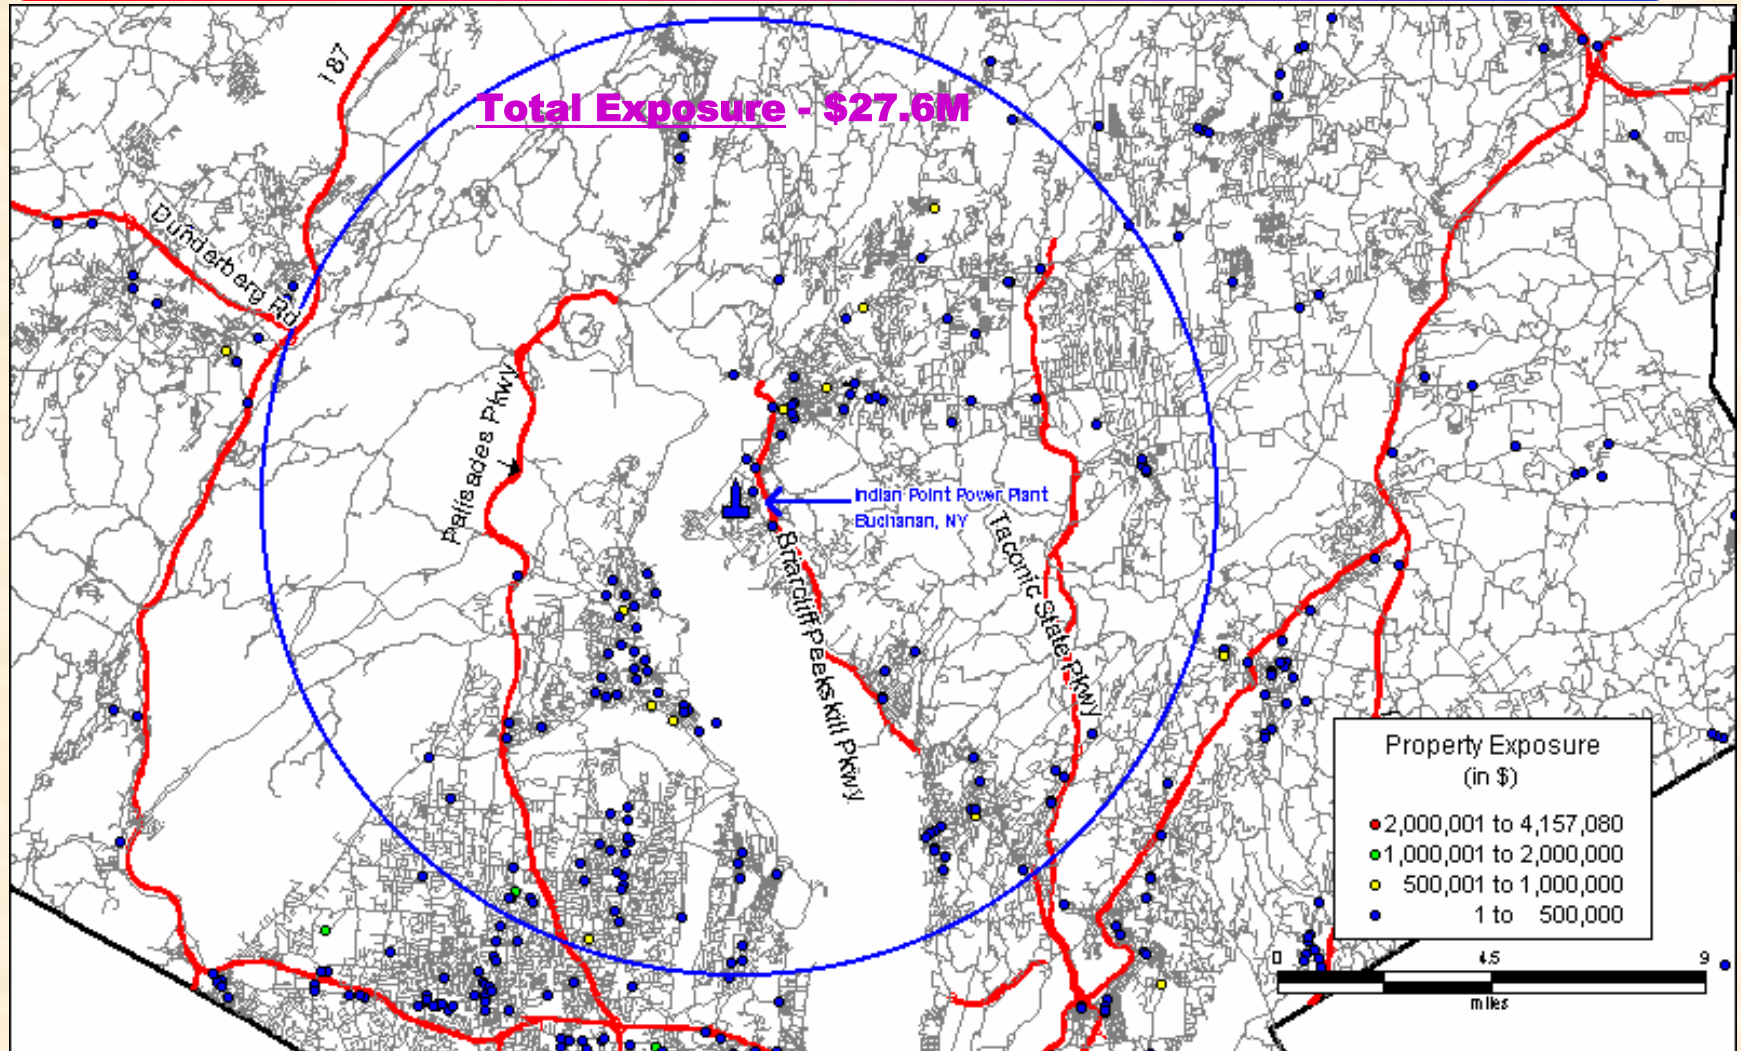 Total Exposure - $27.6M
187
Dunderberg Rd
Palisades Pkwy
Indian Point Power Plant
Buchanan, NY
Briarcliff Peekskill Pkwy.
Taconic State Pkwy
Property Exposure
(in $)
2,000,001 to 4,157,080
1,000,001 to 2,000,000
500,001 to 1,000,000
1 to 500,000
0 4.5 9
miles